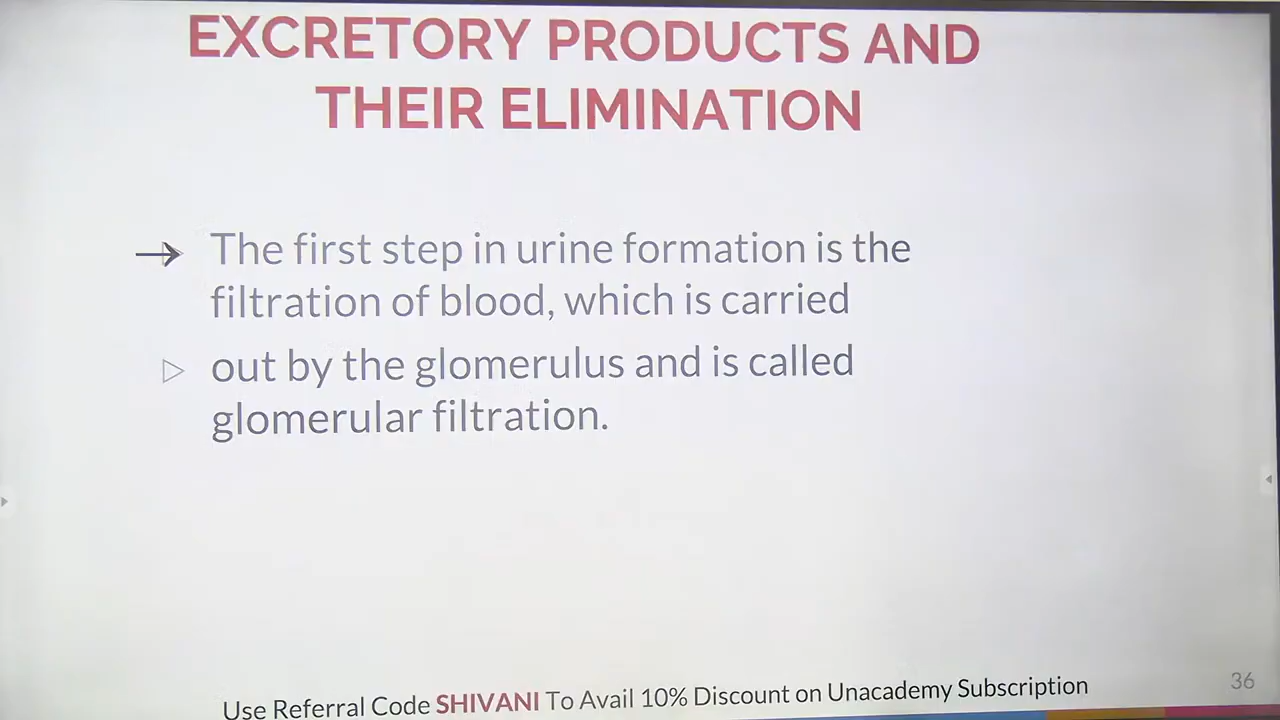 EXCRETORY PRODUCTS AND
THEIR ELIMINATION
The first step in urine formation is the
filtration of blood, which is carried
out by the glomerulus and is called
glomerular filtration.
Use Referral Code SHIVANI To Avail 10% Discount on Unacademy Subscription
36